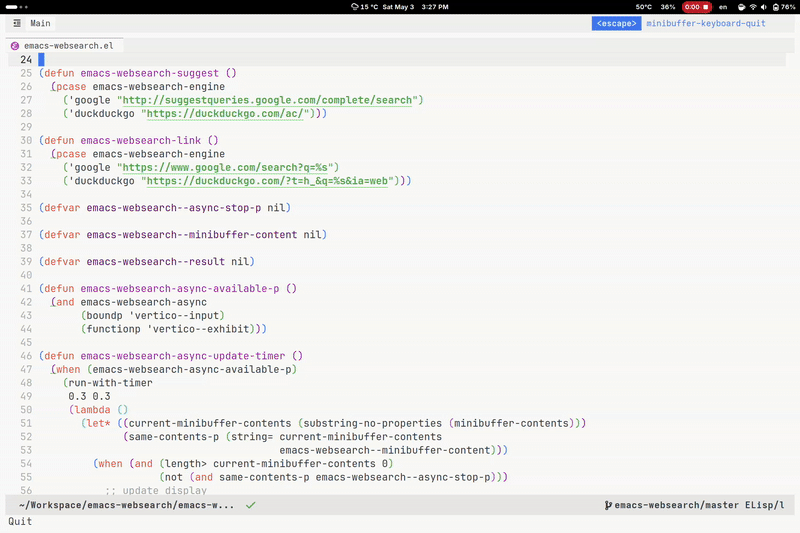 15 °C Sat May 3 3:27 PM 50°C 36% 0:00 en 76%
Main <escape> minibuffer-keyboard-quit
emacs-websearch.el
24
25 (defun emacs-websearch-suggest ()
26   (pcase emacs-websearch-engine
27     ('google "http://suggestqueries.google.com/complete/search")
28     ('duckduckgo "https://duckduckgo.com/ac/")))
29
30 (defun emacs-websearch-link ()
31   (pcase emacs-websearch-engine
32     ('google "https://www.google.com/search?q=%s")
33     ('duckduckgo "https://duckduckgo.com/?t=h_&q=%s&ia=web")))
34
35 (defvar emacs-websearch--async-stop-p nil)
36
37 (defvar emacs-websearch--minibuffer-content nil)
38
39 (defvar emacs-websearch--result nil)
40
41 (defun emacs-websearch-async-available-p ()
42   (and emacs-websearch-async
43        (boundp 'vertico--input)
44        (functionp 'vertico--exhibit)))
45
46 (defun emacs-websearch-async-update-timer ()
47   (when (emacs-websearch-async-available-p)
48     (run-with-timer
49      0.3 0.3
50      (lambda ()
51        (let* ((current-minibuffer-contents (substring-no-properties (minibuffer-contents)))
52               (same-contents-p (string= current-minibuffer-contents
53                                         emacs-websearch--minibuffer-content)))
54          (when (and (length> current-minibuffer-contents 0)
55                     (not (and same-contents-p emacs-websearch--async-stop-p)))
56            ;; update display
~/Workspace/emacs-websearch/emacs-w... emacs-websearch/master ELisp/l
Quit